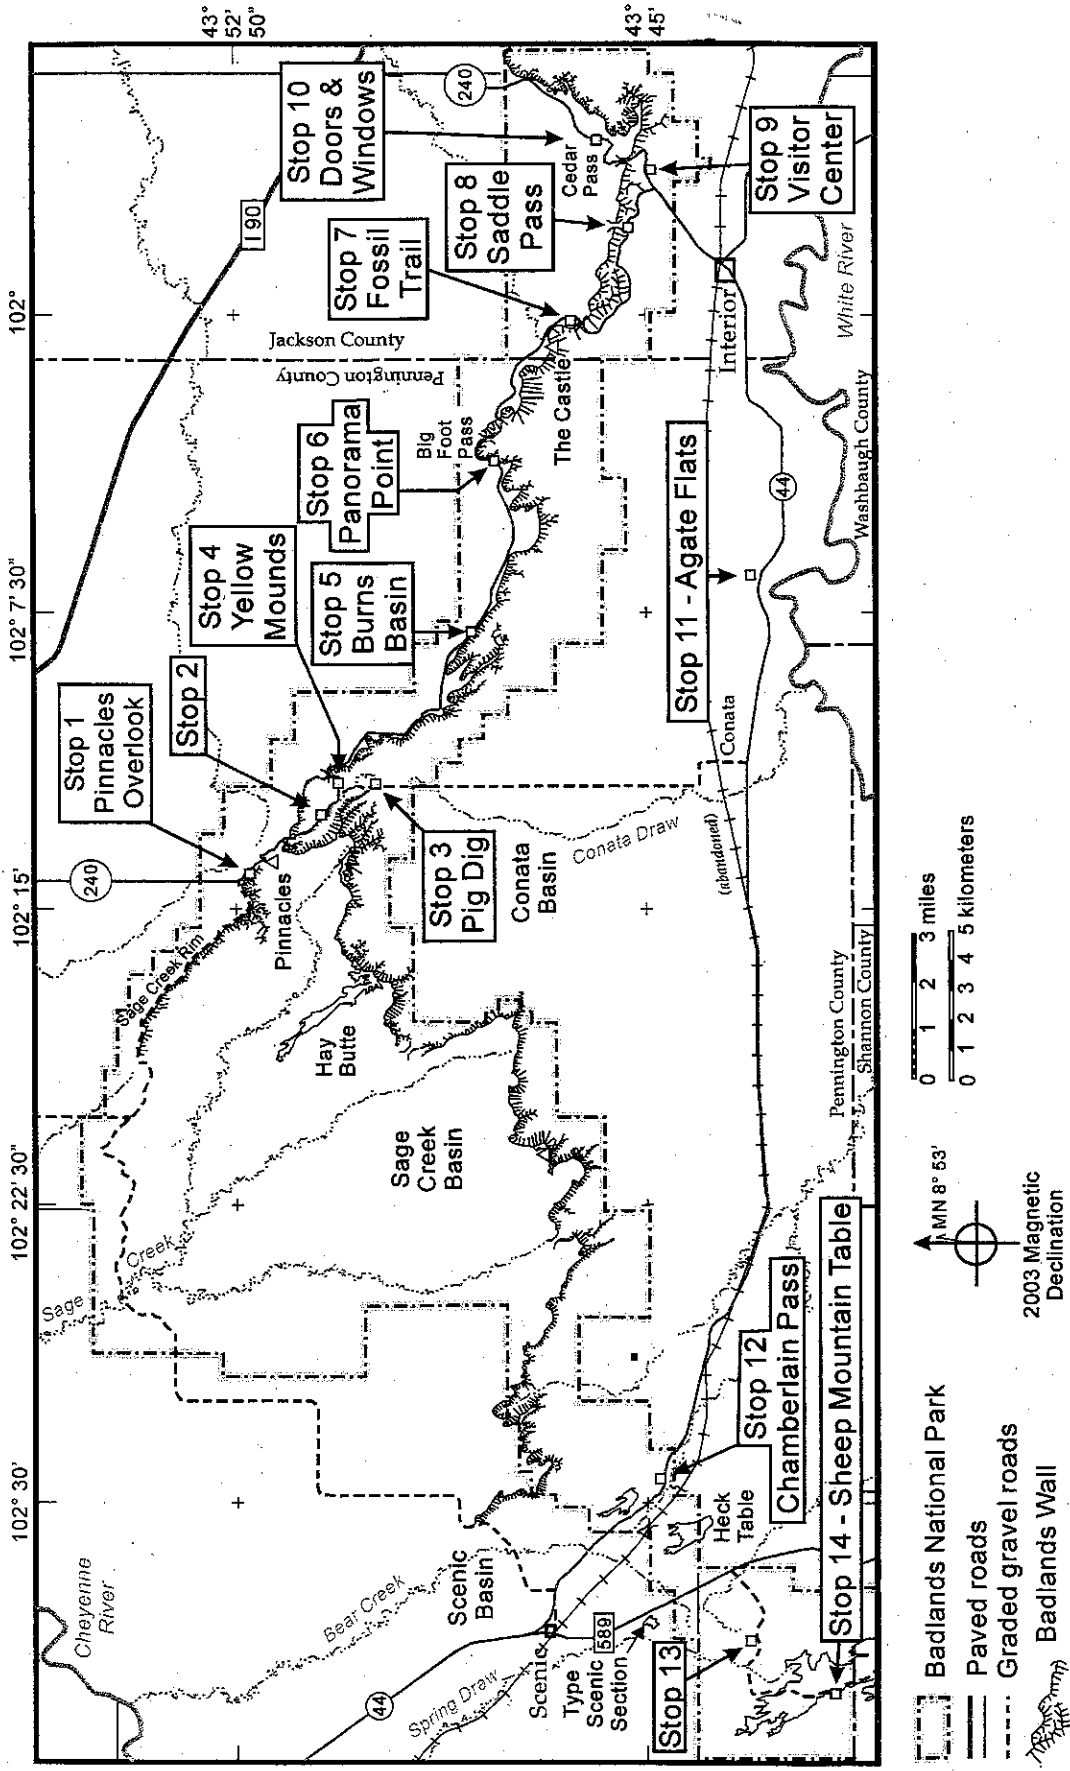 102° 30'
102° 22' 30"
102° 15'
102° 7' 30"
102°
43°
52'
50"
43°
45'
Cheyenne
River
Sage
Creek
Sage Creek Rim
240
Stop 1
Pinnacles
Overlook
Stop 2
Stop 4
Yellow
Mounds
I 90
Stop 10
Doors &
Windows
240
Pinnacles
Hay
Butte
Stop 3
Pig Dig
Stop 5
Burns
Basin
Stop 6
Panorama
Point
Pennington County
Jackson County
Stop 7
Fossil
Trail
Stop 8
Saddle
Pass
Big
Foot
Pass
Cedar
Pass
The Castle
Bear Creek
44
Spring Draw
Scenic
Basin
Sage
Creek
Basin
Conata
Basin
Conata Draw
Scenic
589
Type
Scenic
Section
Heck
Table
Stop 13
Stop 12
Chamberlain Pass
Stop 14 - Sheep Mountain Table
(abandoned)
Conata
Stop 11 - Agate Flats
44
Interior
Stop 9
Visitor
Center
White River
Washbaugh County
Pennington County
Shannon County
Badlands National Park
Paved roads
Graded gravel roads
Badlands Wall
MN 8° 53'
2003 Magnetic
Declination
0 1 2 3 miles
0 1 2 3 4 5 kilometers